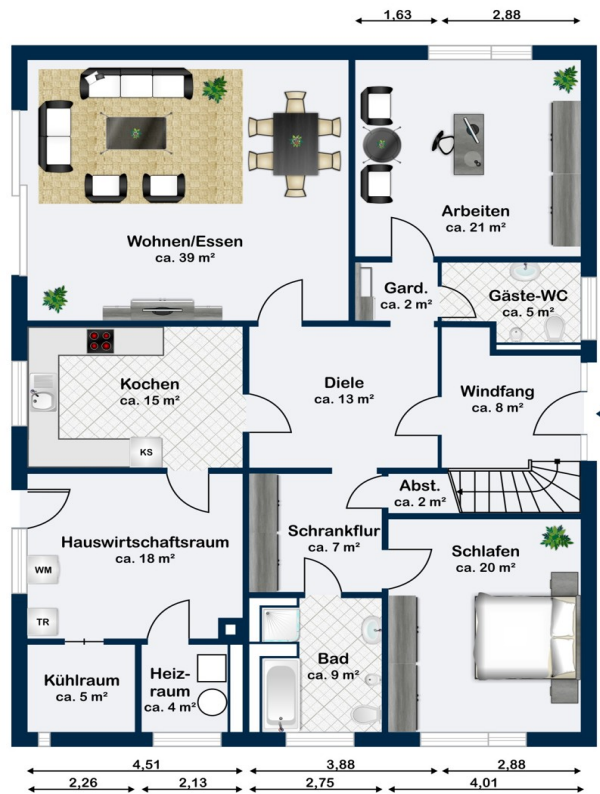 1,63 2,88
Wohnen/Essen
ca. 39 m²
Arbeiten
ca. 21 m²
Gard.
ca. 2 m²
Gäste-WC
ca. 5 m²
Kochen
ca. 15 m²
KS
Diele
ca. 13 m²
Windfang
ca. 8 m²
Abst.
ca. 2 m²
Hauswirtschaftsraum
ca. 18 m²
WM
TR
Schrankflur
ca. 7 m²
Schlafen
ca. 20 m²
Kühlraum
ca. 5 m²
Heiz-
raum
ca. 4 m²
Bad
ca. 9 m²
4,51 3,88 2,88
2,26 2,13 2,75 4,01